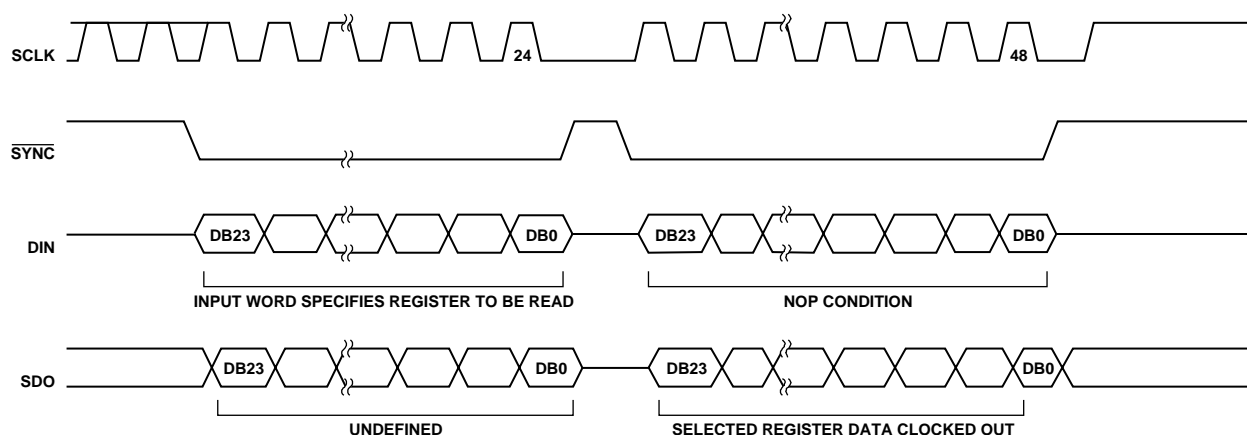 SCLK
24
48
SYNC
DIN
DB23
DB0
DB23
DB0
INPUT WORD SPECIFIES REGISTER TO BE READ
NOP CONDITION
SDO
DB23
DB0
DB23
DB0
UNDEFINED
SELECTED REGISTER DATA CLOCKED OUT